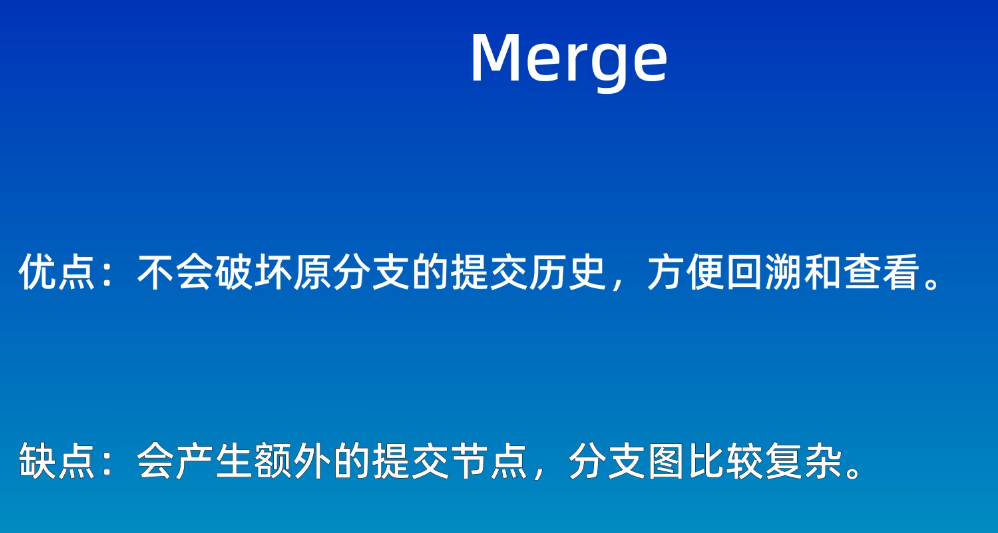 Merge
优点：不会破坏原分支的提交历史，方便回溯和查看。
缺点：会产生额外的提交节点，分支图比较复杂。